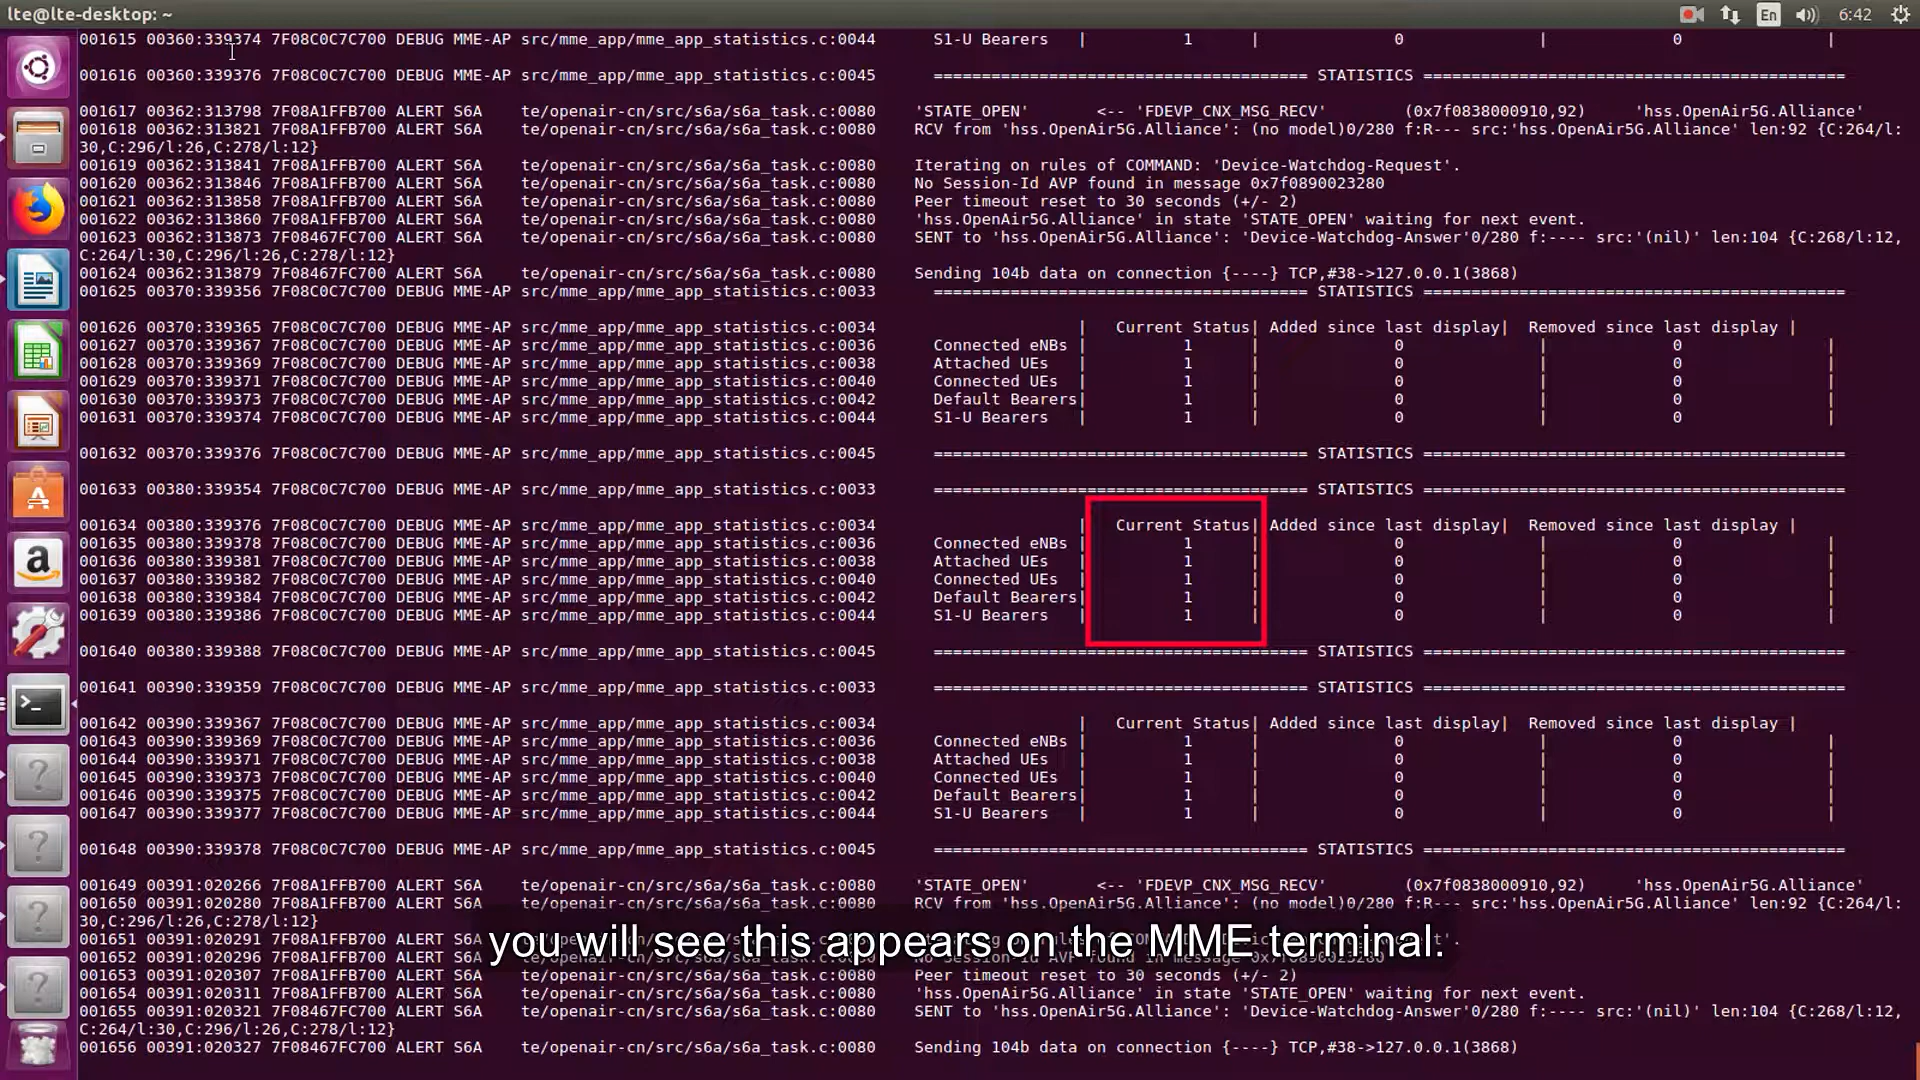 lte@lte-desktop: ~
En
6:42
001615 00360:339374 7F08C0C7C700 DEBUG MME-AP src/mme_app/mme_app_statistics.c:0044 S1-U Bearers | 1 | 0 | 0 |
001616 00360:339376 7F08C0C7C700 DEBUG MME-AP src/mme_app/mme_app_statistics.c:0045 ======================================= STATISTICS ============================================
001617 00362:313798 7F08A1FFB700 ALERT S6A te/openair-cn/src/s6a/s6a_task.c:0080 'STATE_OPEN' <-- 'FDEVP_CNX_MSG_RECV' (0x7f0838000910,92) 'hss.OpenAir5G.Alliance'
001618 00362:313821 7F08A1FFB700 ALERT S6A te/openair-cn/src/s6a/s6a_task.c:0080 RCV from 'hss.OpenAir5G.Alliance': (no model)0/280 f:R--- src:'hss.OpenAir5G.Alliance' len:92 {C:264/l:
30,C:296/l:26,C:278/l:12}
001619 00362:313841 7F08A1FFB700 ALERT S6A te/openair-cn/src/s6a/s6a_task.c:0080 Iterating on rules of COMMAND: 'Device-Watchdog-Request'.
001620 00362:313846 7F08A1FFB700 ALERT S6A te/openair-cn/src/s6a/s6a_task.c:0080 No Session-Id AVP found in message 0x7f0890023280
001621 00362:313858 7F08A1FFB700 ALERT S6A te/openair-cn/src/s6a/s6a_task.c:0080 Peer timeout reset to 30 seconds (+/- 2)
001622 00362:313860 7F08A1FFB700 ALERT S6A te/openair-cn/src/s6a/s6a_task.c:0080 'hss.OpenAir5G.Alliance' in state 'STATE_OPEN' waiting for next event.
001623 00362:313873 7F08467FC700 ALERT S6A te/openair-cn/src/s6a/s6a_task.c:0080 SENT to 'hss.OpenAir5G.Alliance': 'Device-Watchdog-Answer'0/280 f:---- src:'(nil)' len:104 {C:268/l:12,
C:264/l:30,C:296/l:26,C:278/l:12}
001624 00362:313879 7F08467FC700 ALERT S6A te/openair-cn/src/s6a/s6a_task.c:0080 Sending 104b data on connection {----} TCP,#38->127.0.0.1(3868)
001625 00370:339356 7F08C0C7C700 DEBUG MME-AP src/mme_app/mme_app_statistics.c:0033 ======================================= STATISTICS ============================================
001626 00370:339365 7F08C0C7C700 DEBUG MME-AP src/mme_app/mme_app_statistics.c:0034 | Current Status| Added since last display| Removed since last display |
001627 00370:339367 7F08C0C7C700 DEBUG MME-AP src/mme_app/mme_app_statistics.c:0036 Connected eNBs | 1 | 0 | 0 |
001628 00370:339369 7F08C0C7C700 DEBUG MME-AP src/mme_app/mme_app_statistics.c:0038 Attached UEs | 1 | 0 | 0 |
001629 00370:339371 7F08C0C7C700 DEBUG MME-AP src/mme_app/mme_app_statistics.c:0040 Connected UEs | 1 | 0 | 0 |
001630 00370:339373 7F08C0C7C700 DEBUG MME-AP src/mme_app/mme_app_statistics.c:0042 Default Bearers| 1 | 0 | 0 |
001631 00370:339374 7F08C0C7C700 DEBUG MME-AP src/mme_app/mme_app_statistics.c:0044 S1-U Bearers | 1 | 0 | 0 |
001632 00370:339376 7F08C0C7C700 DEBUG MME-AP src/mme_app/mme_app_statistics.c:0045 ======================================= STATISTICS ============================================
001633 00380:339354 7F08C0C7C700 DEBUG MME-AP src/mme_app/mme_app_statistics.c:0033 ======================================= STATISTICS ============================================
001634 00380:339376 7F08C0C7C700 DEBUG MME-AP src/mme_app/mme_app_statistics.c:0034 | Current Status| Added since last display| Removed since last display |
001635 00380:339378 7F08C0C7C700 DEBUG MME-AP src/mme_app/mme_app_statistics.c:0036 Connected eNBs | 1 | 0 | 0 |
001636 00380:339381 7F08C0C7C700 DEBUG MME-AP src/mme_app/mme_app_statistics.c:0038 Attached UEs | 1 | 0 | 0 |
001637 00380:339382 7F08C0C7C700 DEBUG MME-AP src/mme_app/mme_app_statistics.c:0040 Connected UEs | 1 | 0 | 0 |
001638 00380:339384 7F08C0C7C700 DEBUG MME-AP src/mme_app/mme_app_statistics.c:0042 Default Bearers| 1 | 0 | 0 |
001639 00380:339386 7F08C0C7C700 DEBUG MME-AP src/mme_app/mme_app_statistics.c:0044 S1-U Bearers | 1 | 0 | 0 |
001640 00380:339388 7F08C0C7C700 DEBUG MME-AP src/mme_app/mme_app_statistics.c:0045 ======================================= STATISTICS ============================================
001641 00390:339359 7F08C0C7C700 DEBUG MME-AP src/mme_app/mme_app_statistics.c:0033 ======================================= STATISTICS ============================================
001642 00390:339367 7F08C0C7C700 DEBUG MME-AP src/mme_app/mme_app_statistics.c:0034 | Current Status| Added since last display| Removed since last display |
001643 00390:339369 7F08C0C7C700 DEBUG MME-AP src/mme_app/mme_app_statistics.c:0036 Connected eNBs | 1 | 0 | 0 |
001644 00390:339371 7F08C0C7C700 DEBUG MME-AP src/mme_app/mme_app_statistics.c:0038 Attached UEs | 1 | 0 | 0 |
001645 00390:339373 7F08C0C7C700 DEBUG MME-AP src/mme_app/mme_app_statistics.c:0040 Connected UEs | 1 | 0 | 0 |
001646 00390:339375 7F08C0C7C700 DEBUG MME-AP src/mme_app/mme_app_statistics.c:0042 Default Bearers| 1 | 0 | 0 |
001647 00390:339377 7F08C0C7C700 DEBUG MME-AP src/mme_app/mme_app_statistics.c:0044 S1-U Bearers | 1 | 0 | 0 |
001648 00390:339378 7F08C0C7C700 DEBUG MME-AP src/mme_app/mme_app_statistics.c:0045 ======================================= STATISTICS ============================================
001649 00391:020266 7F08A1FFB700 ALERT S6A te/openair-cn/src/s6a/s6a_task.c:0080 'STATE_OPEN' <-- 'FDEVP_CNX_MSG_RECV' (0x7f0838000910,92) 'hss.OpenAir5G.Alliance'
001650 00391:020280 7F08A1FFB700 ALERT S6A te/openair-cn/src/s6a/s6a_task.c:0080 RCV from 'hss.OpenAir5G.Alliance': (no model)0/280 f:R--- src:'hss.OpenAir5G.Alliance' len:92 {C:264/l:
30,C:296/l:26,C:278/l:12}
001651 00391:020291 7F08A1FFB700 ALERT S6A
you will see this appears on the MME terminal.
001652 00391:020296 7F08A1FFB700 ALERT S6A No Session-Id AVP found in message 0x7f0890023280
001653 00391:020307 7F08A1FFB700 ALERT S6A te/openair-cn/src/s6a/s6a_task.c:0080 Peer timeout reset to 30 seconds (+/- 2)
001654 00391:020311 7F08A1FFB700 ALERT S6A te/openair-cn/src/s6a/s6a_task.c:0080 'hss.OpenAir5G.Alliance' in state 'STATE_OPEN' waiting for next event.
001655 00391:020321 7F08467FC700 ALERT S6A te/openair-cn/src/s6a/s6a_task.c:0080 SENT to 'hss.OpenAir5G.Alliance': 'Device-Watchdog-Answer'0/280 f:---- src:'(nil)' len:104 {C:268/l:12,
C:264/l:30,C:296/l:26,C:278/l:12}
001656 00391:020327 7F08467FC700 ALERT S6A te/openair-cn/src/s6a/s6a_task.c:0080 Sending 104b data on connection {----} TCP,#38->127.0.0.1(3868)